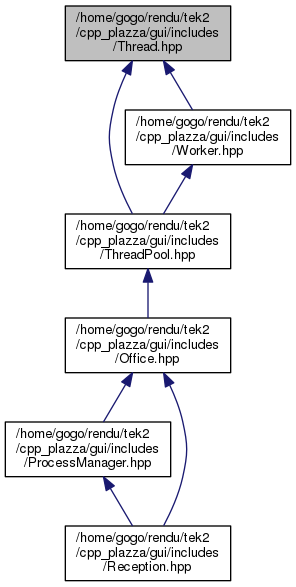 /home/gogo/rendu/tek2
/cpp_plazza/gui/includes
/Thread.hpp
/home/gogo/rendu/tek2
/cpp_plazza/gui/includes
/Worker.hpp
/home/gogo/rendu/tek2
/cpp_plazza/gui/includes
/ThreadPool.hpp
/home/gogo/rendu/tek2
/cpp_plazza/gui/includes
/Office.hpp
/home/gogo/rendu/tek2
/cpp_plazza/gui/includes
/ProcessManager.hpp
/home/gogo/rendu/tek2
/cpp_plazza/gui/includes
/Reception.hpp